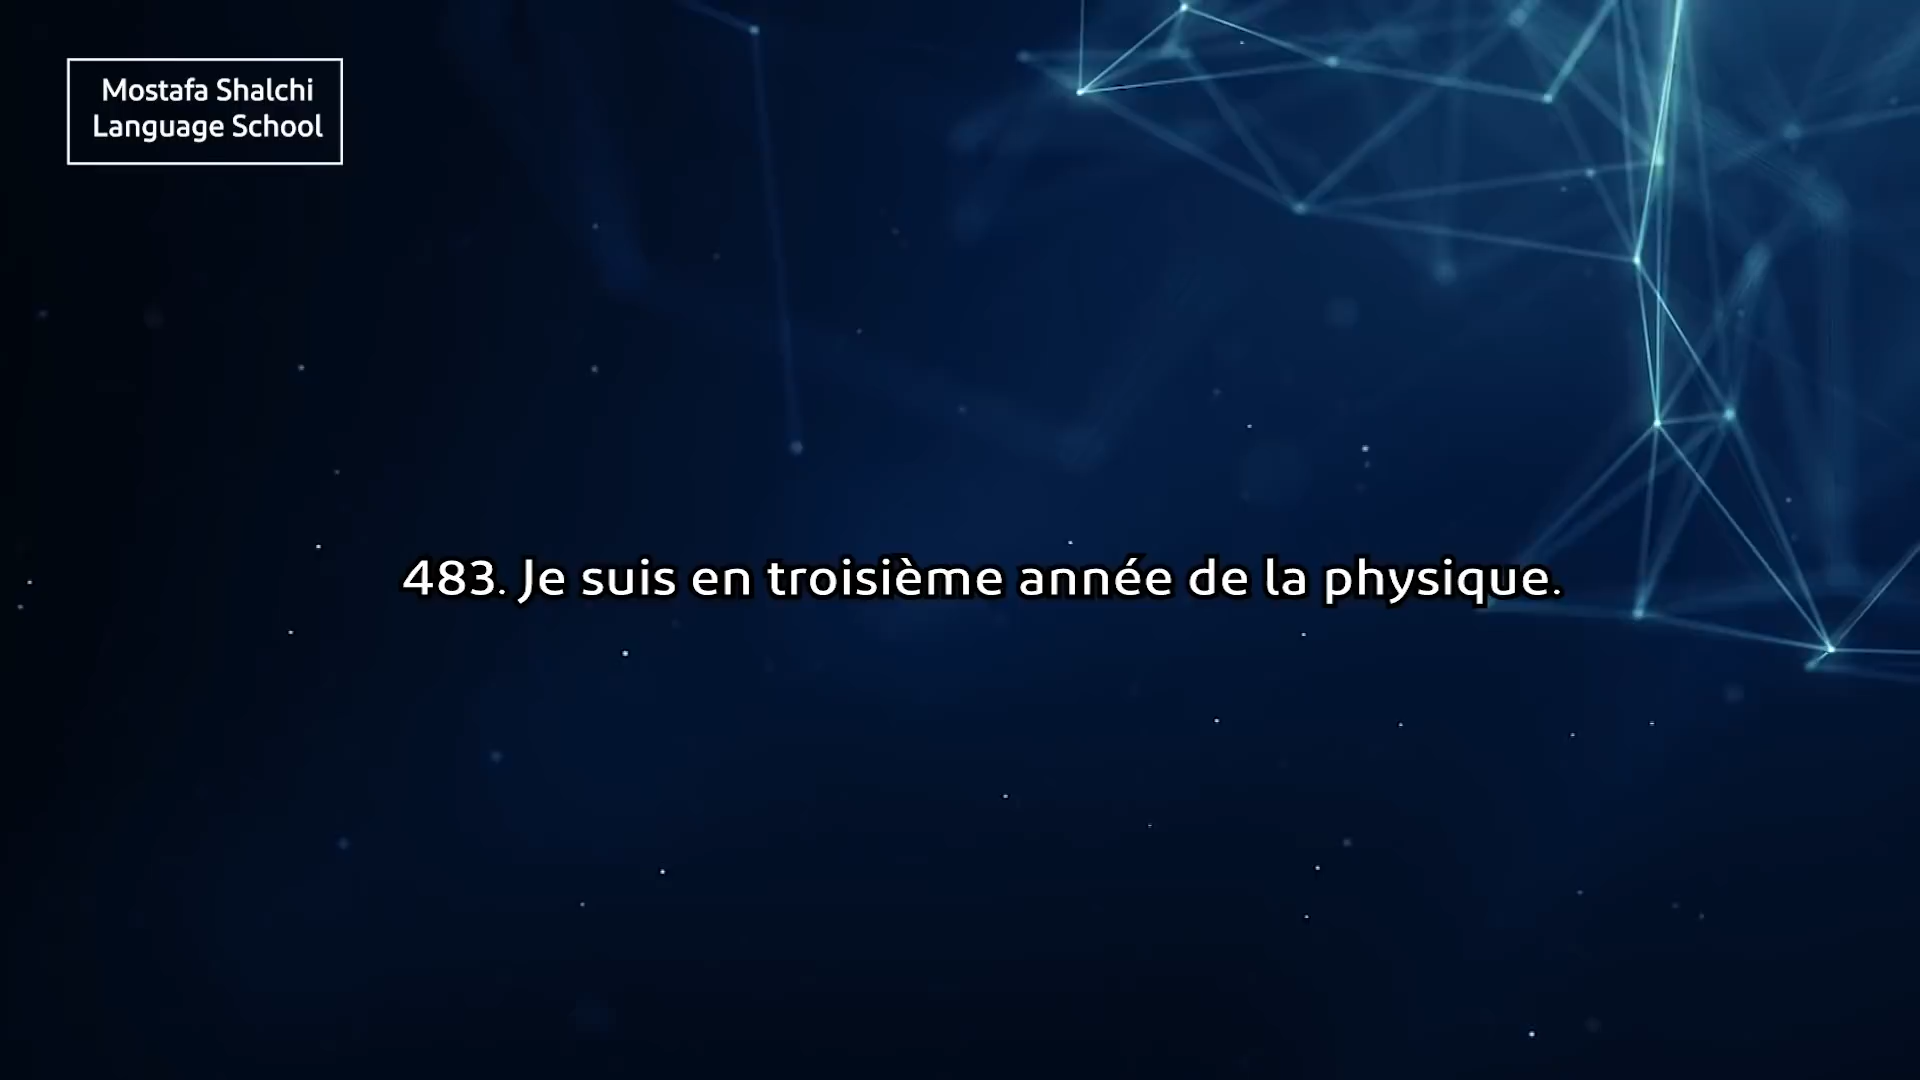 Mostafa Shalchi
Language School
483. Je suis en troisième année de la physique.